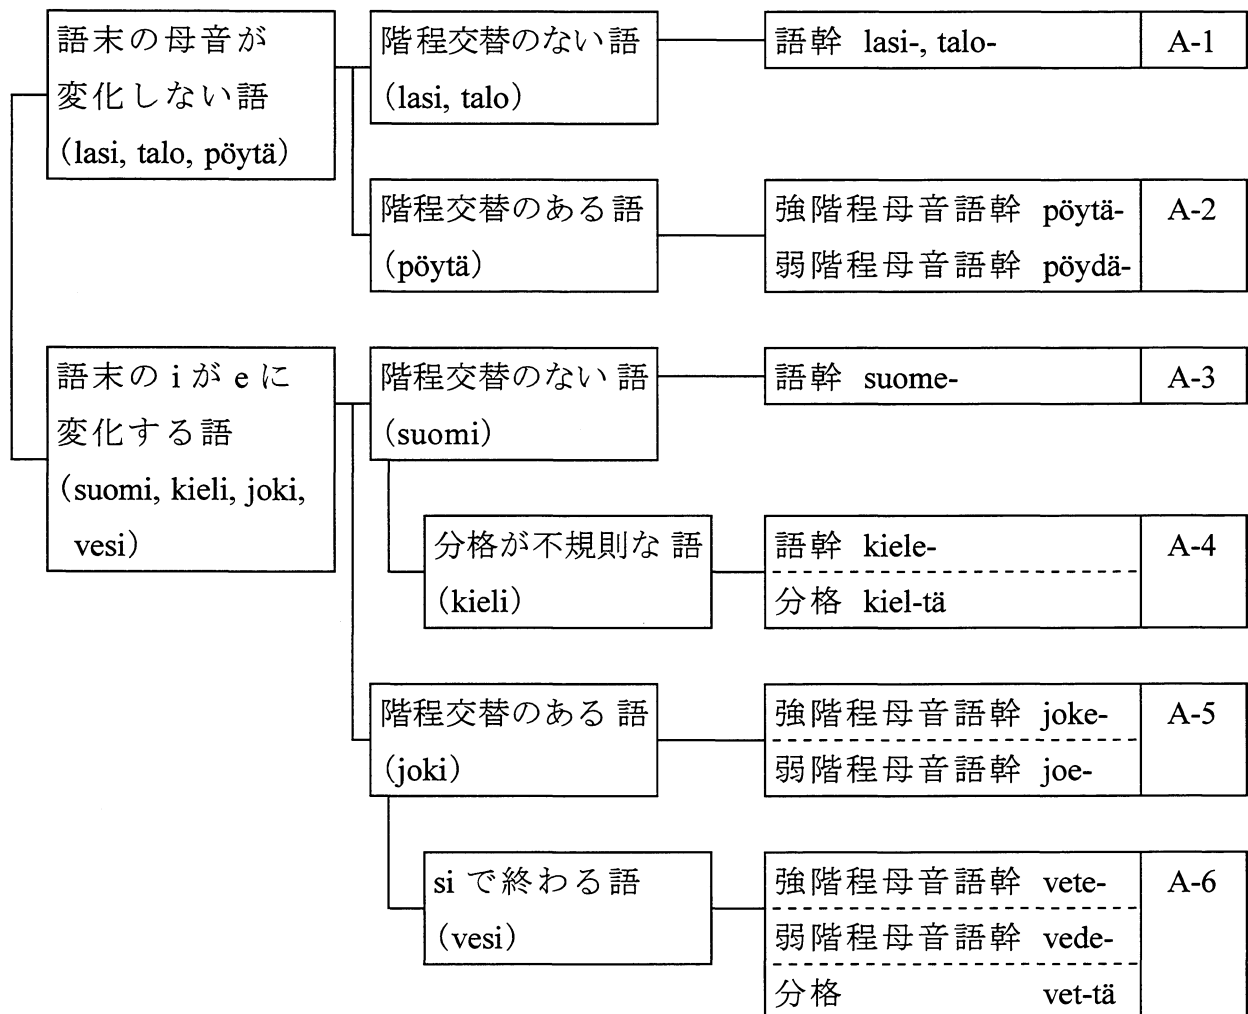 語末の母音が
変化しない語
(lasi, talo, pöytä)
階程交替のない語
(lasi, talo)
語幹 lasi-, talo-
A-1
階程交替のある語
(pöytä)
強階程母音語幹 pöytä-
弱階程母音語幹 pöydä-
A-2
語末の i が e に
変化する語
(suomi, kieli, joki,
vesi)
階程交替のない語
(suomi)
語幹 suome-
A-3
分格が不規則な語
(kieli)
語幹 kiele-
分格 kiel-tä
A-4
階程交替のある語
(joki)
強階程母音語幹 joke-
弱階程母音語幹 joe-
A-5
si で終わる語
(vesi)
強階程母音語幹 vete-
弱階程母音語幹 vede-
分格 vet-tä
A-6